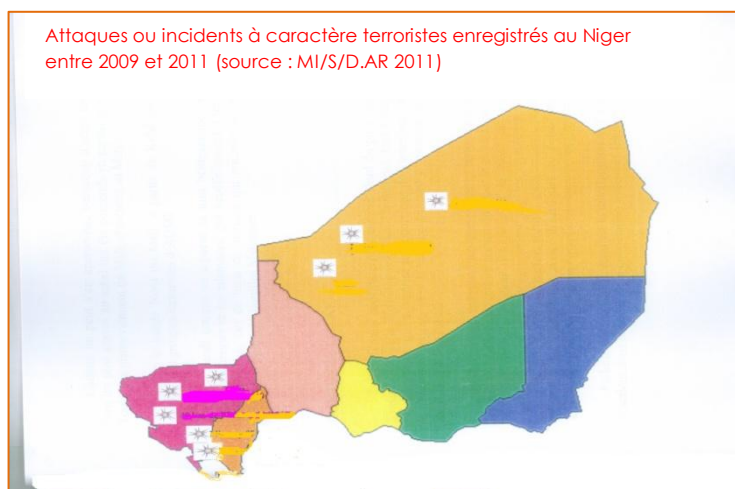 Attaques ou incidents à caractère terroristes enregistrés au Niger
entre 2009 et 2011 (source : MI/S/D.AR 2011)